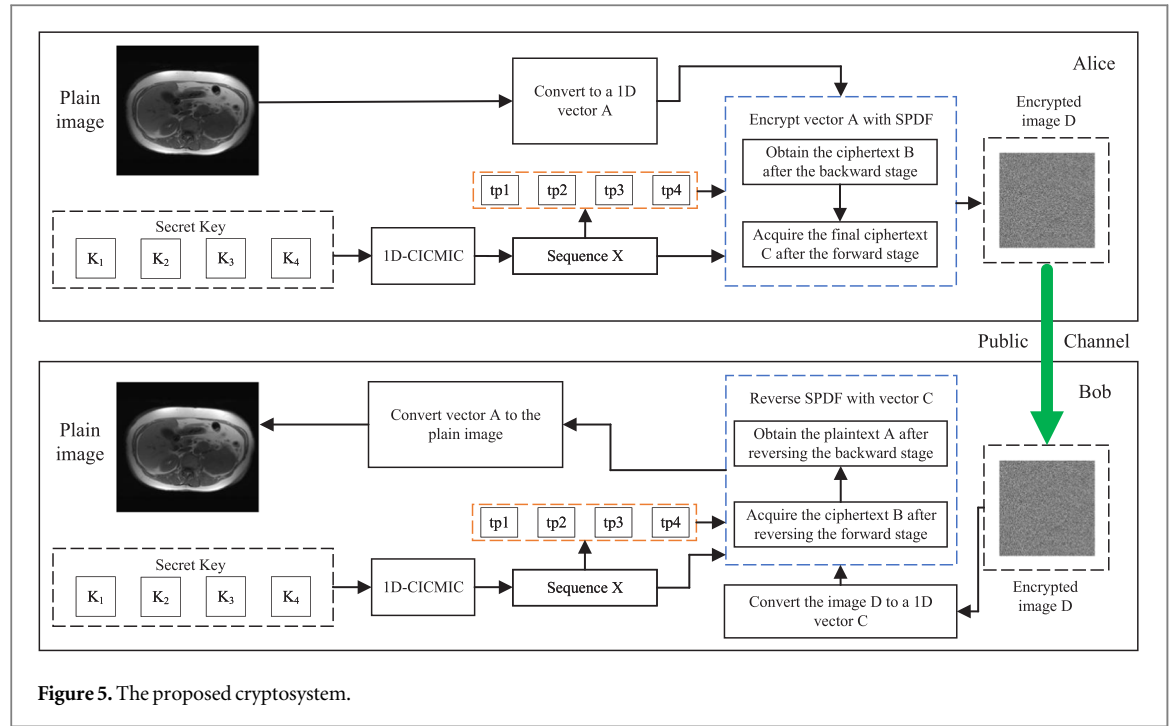 Alice
Plain
image
Convert to a 1D
vector A
Encrypt vector A with SPDF
Obtain the ciphertext B
after the backward stage
Acquire the final ciphertext
C after the forward stage
Encrypted
image D
tp1 tp2 tp3 tp4
Secret Key
K₁ K₂ K₃ K₄
1D-CICMIC
Sequence X
Public Channel
Bob
Plain
image
Convert vector A to the
plain image
Reverse SPDF with vector C
Obtain the plaintext A after
reversing the backward stage
Acquire the ciphertext B after
reversing the forward stage
tp1 tp2 tp3 tp4
Secret Key
K₁ K₂ K₃ K₄
1D-CICMIC
Sequence X
Convert the image D to a 1D
vector C
Encrypted
image D
Figure 5. The proposed cryptosystem.